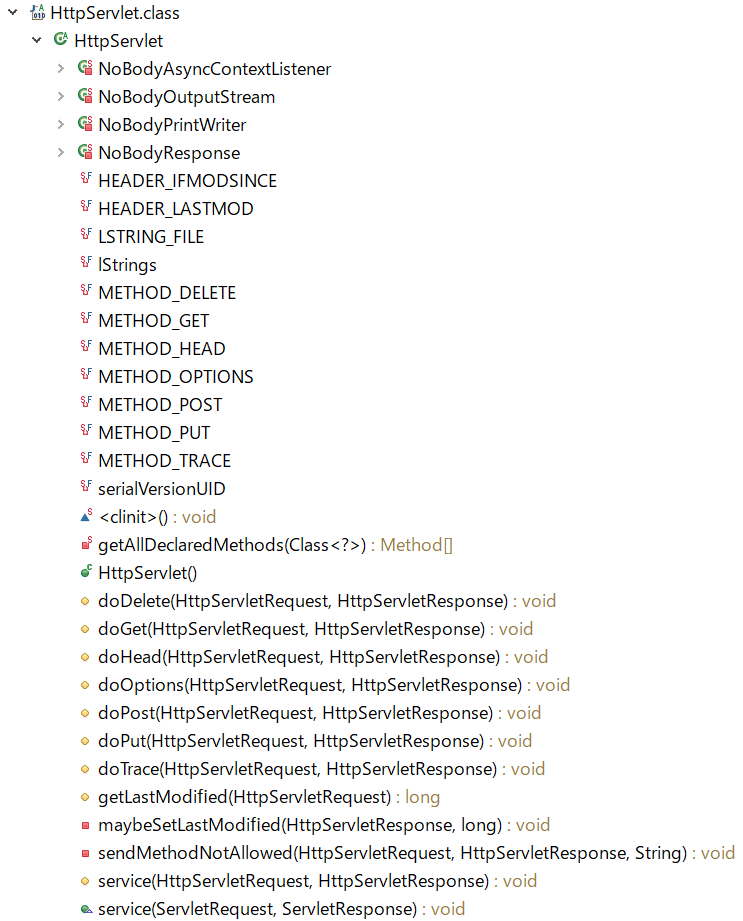 HttpServlet.class
HttpServlet
NoBodyAsyncContextListener
NoBodyOutputStream
NoBodyPrintWriter
NoBodyResponse
HEADER_IFMODSINCE
HEADER_LASTMOD
LSTRING_FILE
lStrings
METHOD_DELETE
METHOD_GET
METHOD_HEAD
METHOD_OPTIONS
METHOD_POST
METHOD_PUT
METHOD_TRACE
serialVersionUID
<clinit>() : void
getAllDeclaredMethods(Class<?>) : Method[]
HttpServlet()
doDelete(HttpServletRequest, HttpServletResponse) : void
doGet(HttpServletRequest, HttpServletResponse) : void
doHead(HttpServletRequest, HttpServletResponse) : void
doOptions(HttpServletRequest, HttpServletResponse) : void
doPost(HttpServletRequest, HttpServletResponse) : void
doPut(HttpServletRequest, HttpServletResponse) : void
doTrace(HttpServletRequest, HttpServletResponse) : void
getLastModified(HttpServletRequest) : long
maybeSetLastModified(HttpServletResponse, long) : void
sendMethodNotAllowed(HttpServletRequest, HttpServletResponse, String) : void
service(HttpServletRequest, HttpServletResponse) : void
service(ServletRequest, ServletResponse) : void